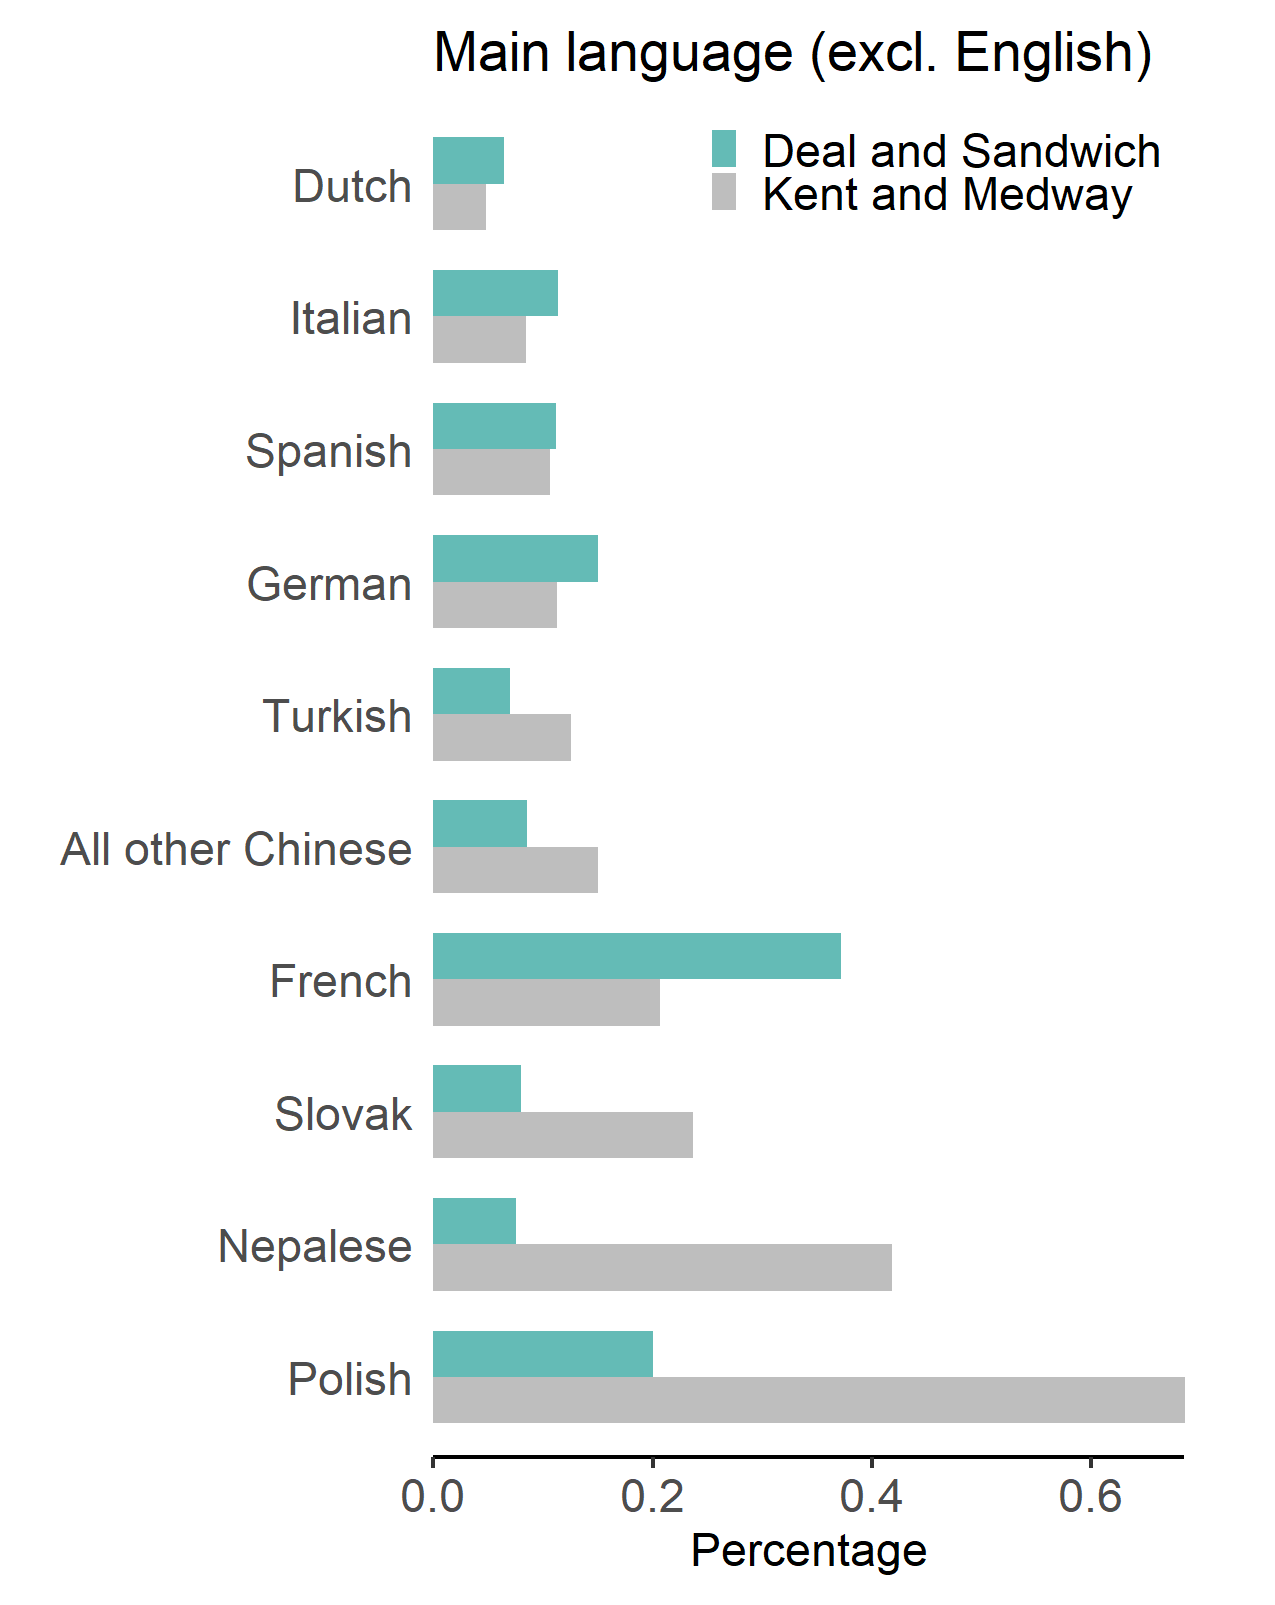 Main language (excl. English)
Deal and Sandwich
Kent and Medway
Dutch
Italian
Spanish
German
Turkish
All other Chinese
French
Slovak
Nepalese
Polish
0.0 0.2 0.4 0.6
Percentage